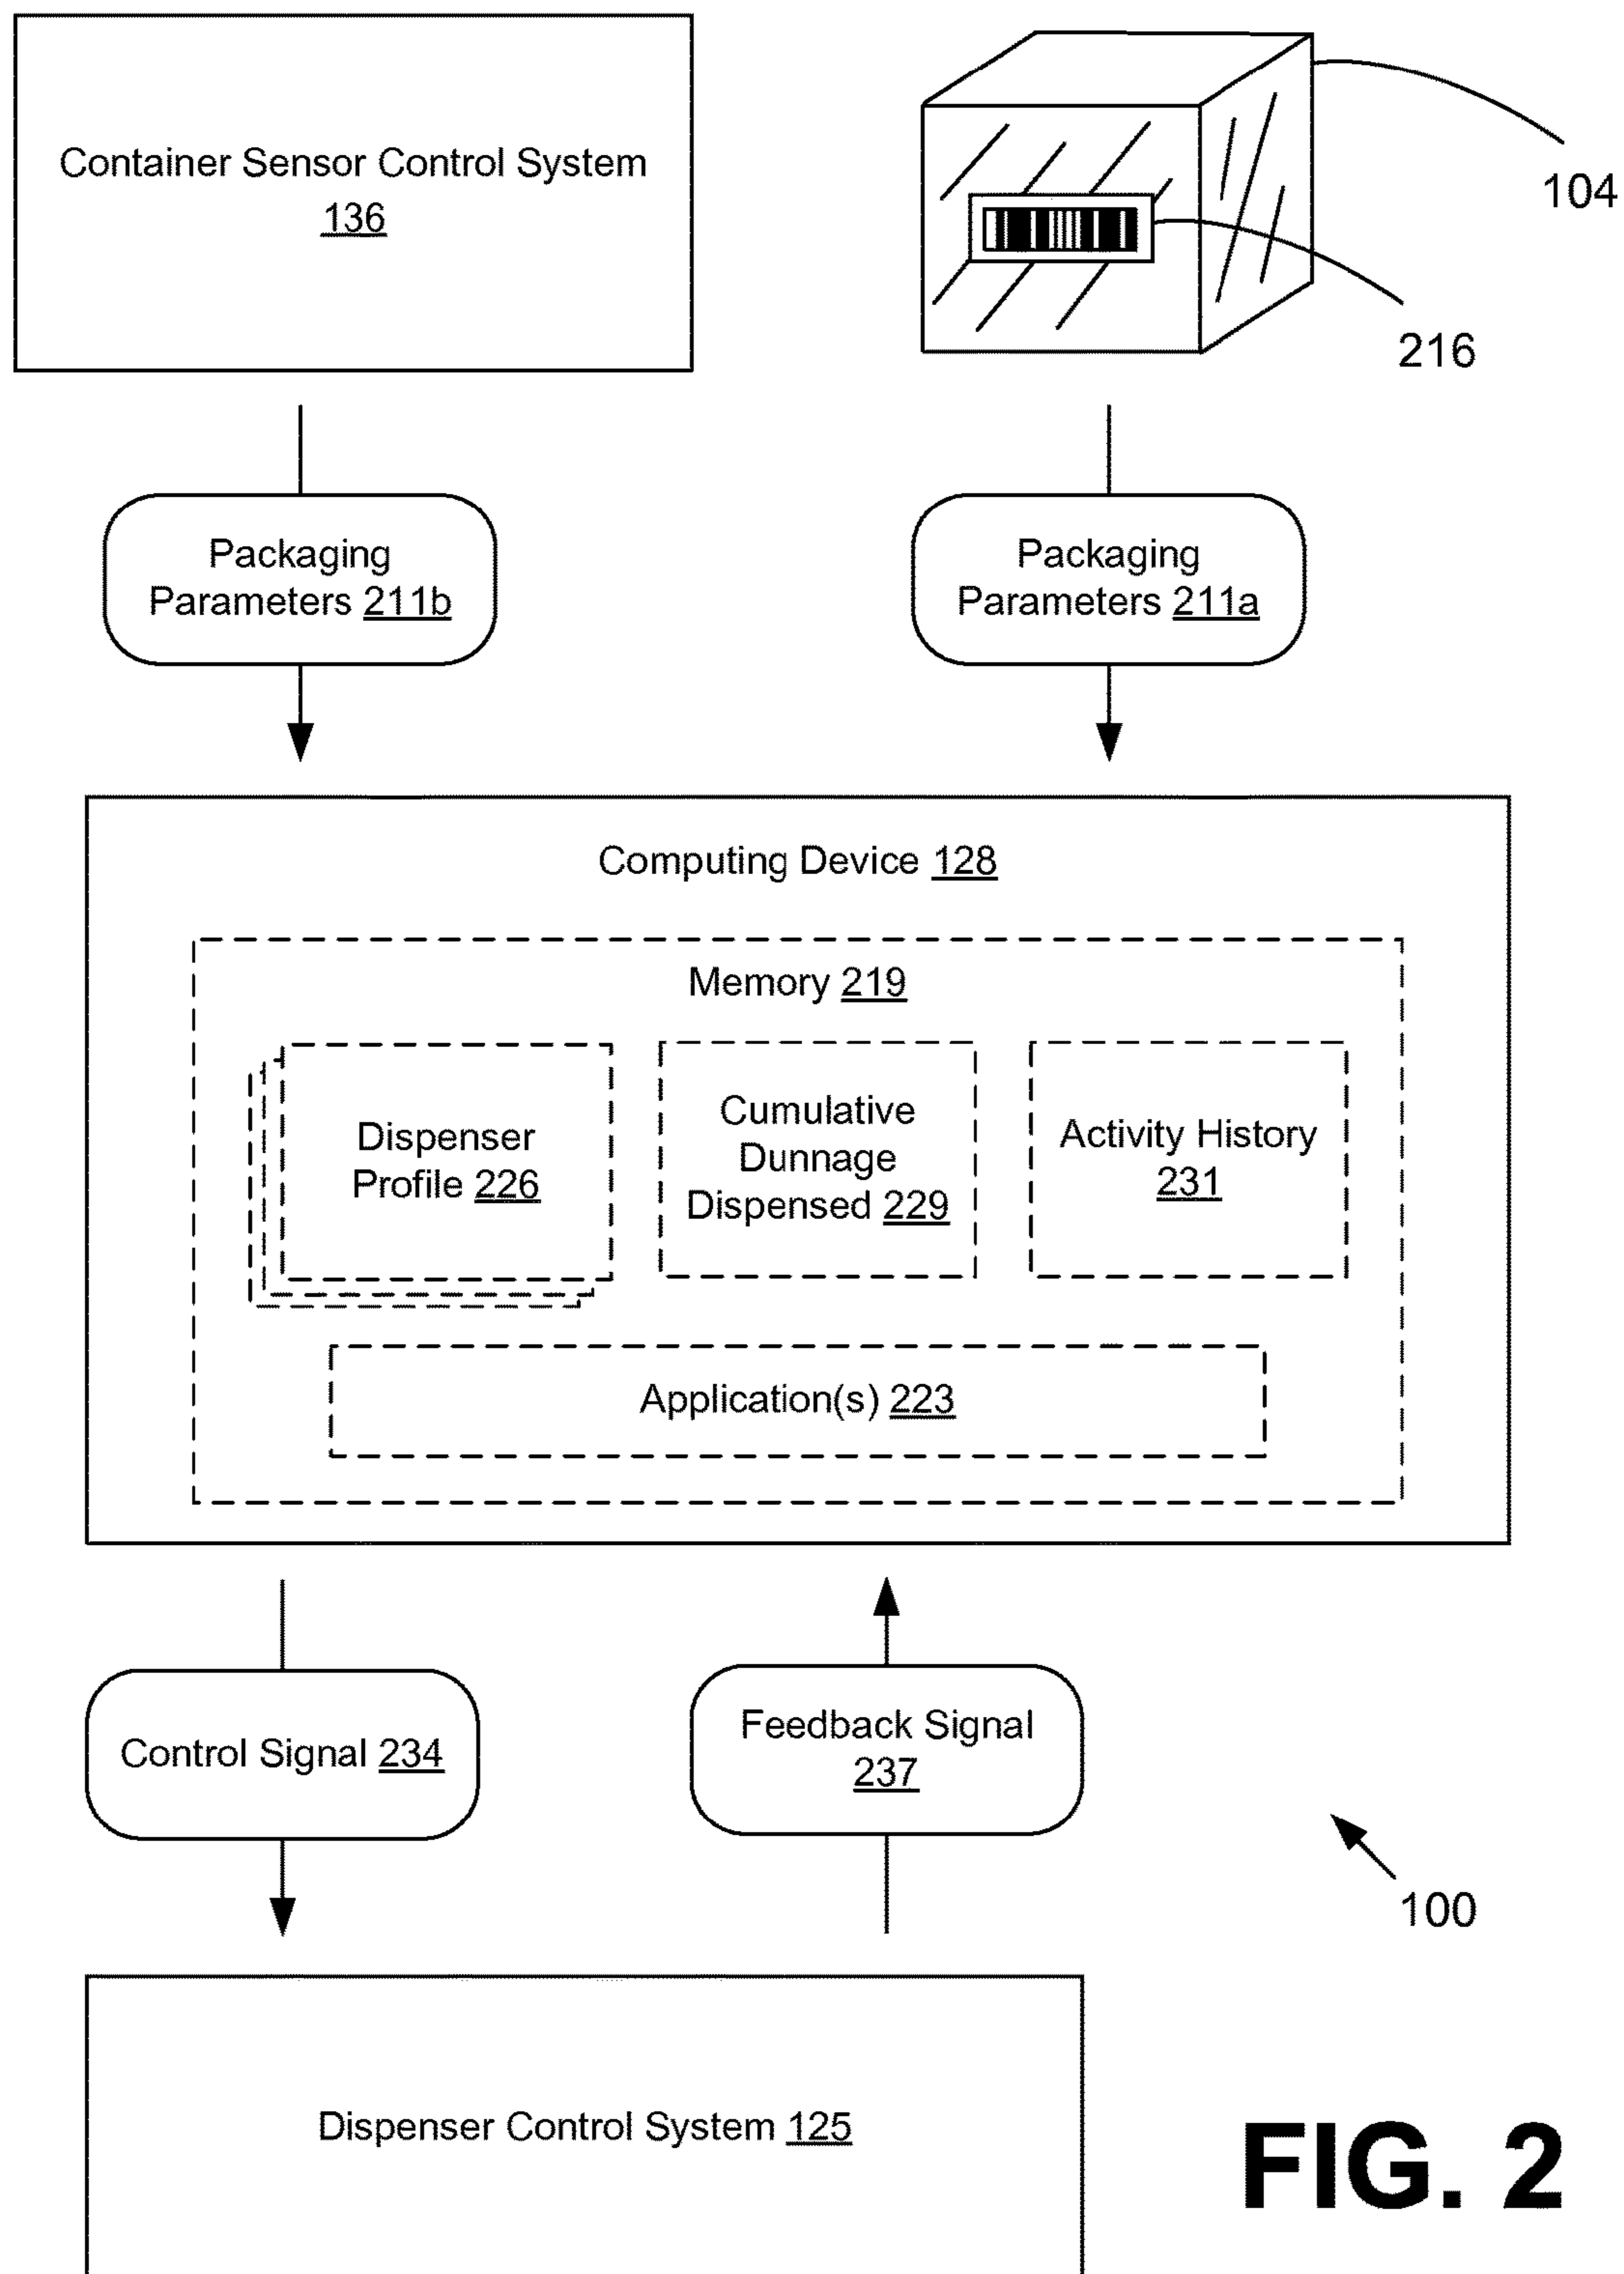 Container Sensor Control System
136
104
216
Packaging
Parameters 211b
Packaging
Parameters 211a
Computing Device 128
Memory 219
Dispenser
Profile 226
Cumulative
Dunnage
Dispensed 229
Activity History
231
Application(s) 223
Control Signal 234
Feedback Signal
237
100
Dispenser Control System 125
FIG. 2